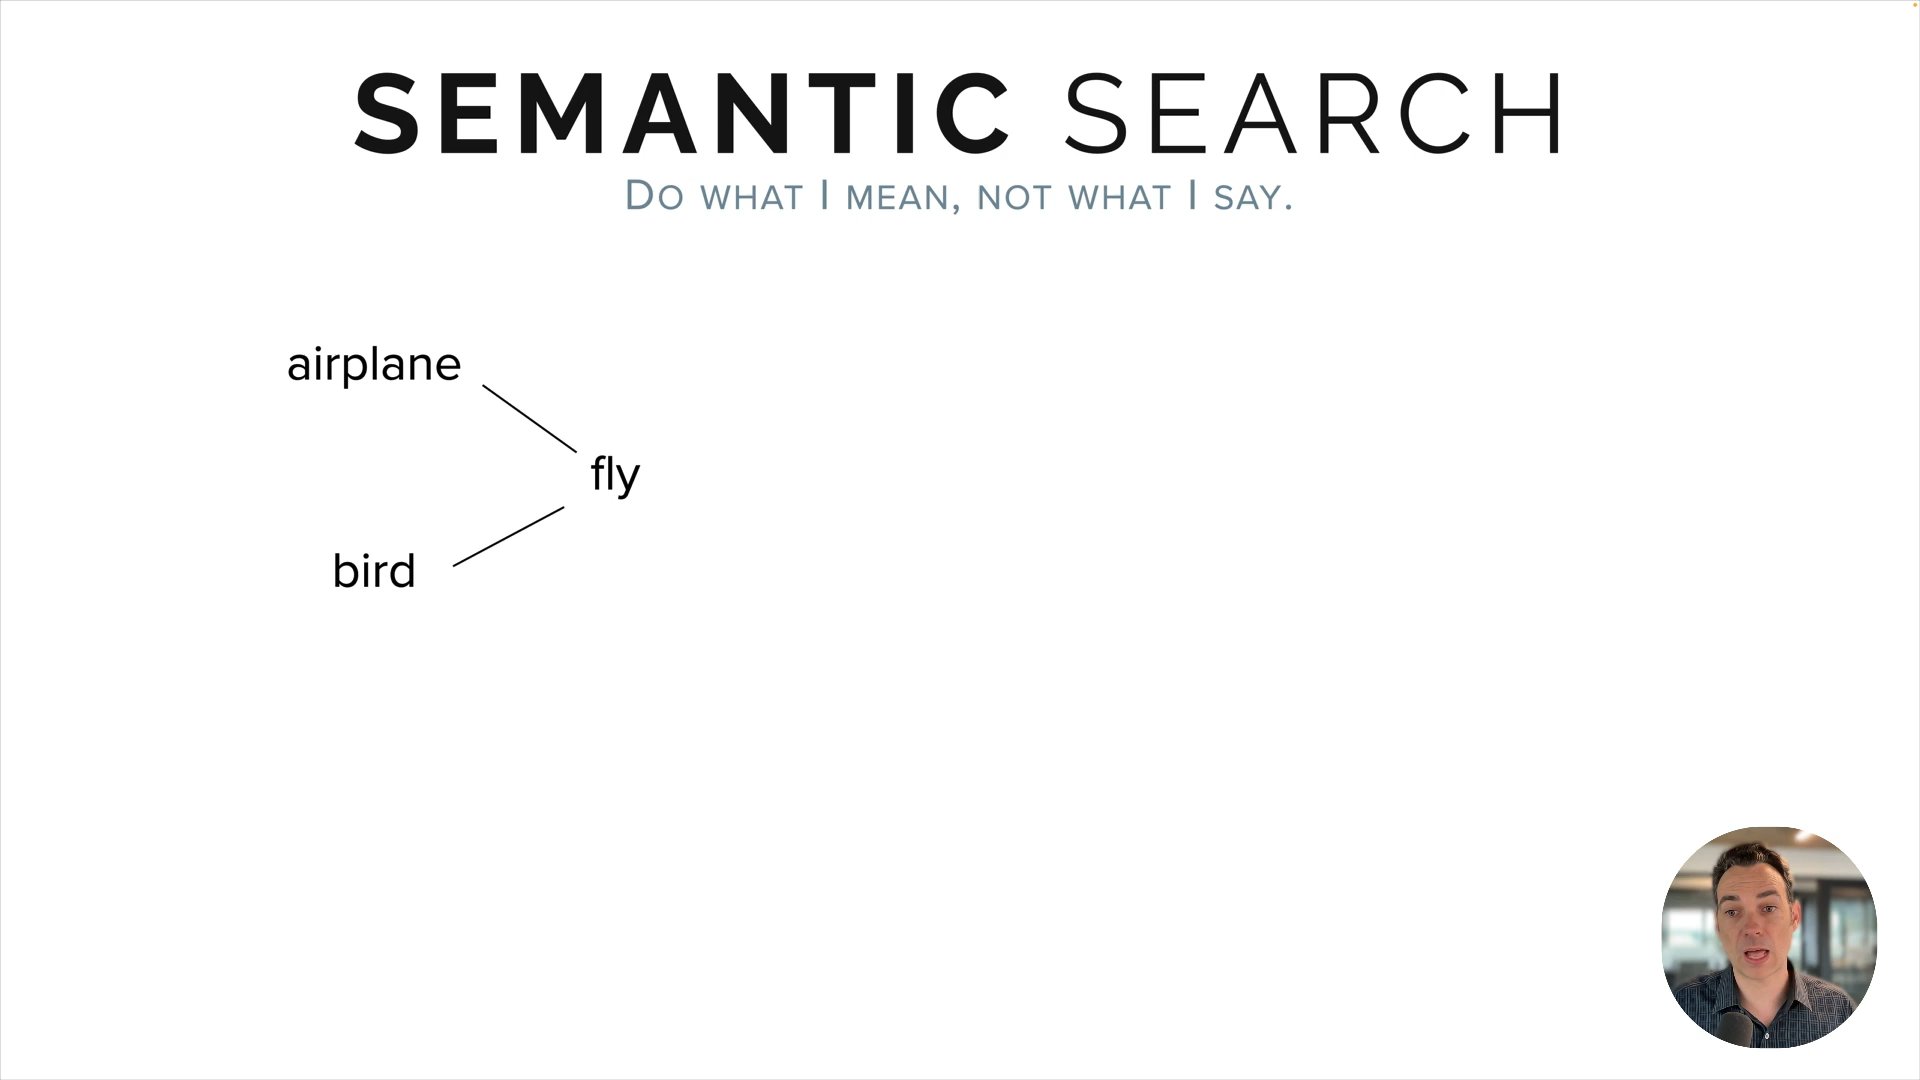 SEMANTIC SEARCH
Do what I mean, not what I say.
airplane
fly
bird